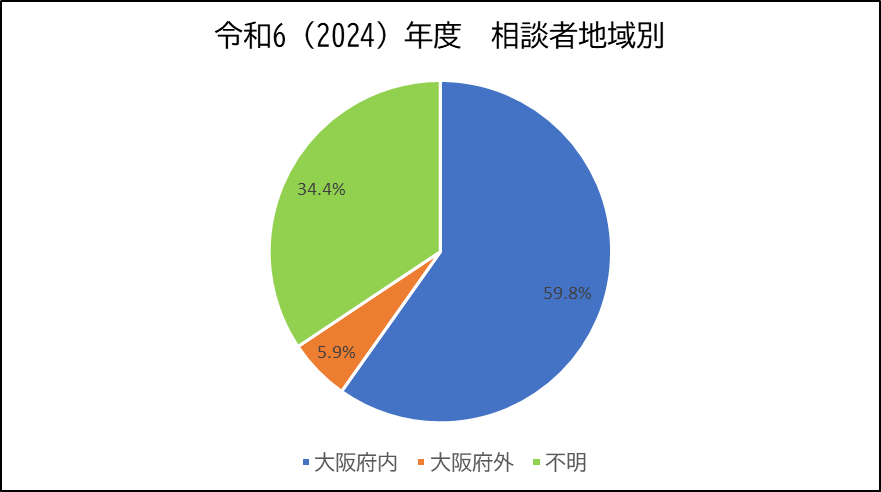 令和6（2024）年度　相談者地域別
34.4%
59.8%
5.9%
大阪府内 大阪府外 不明